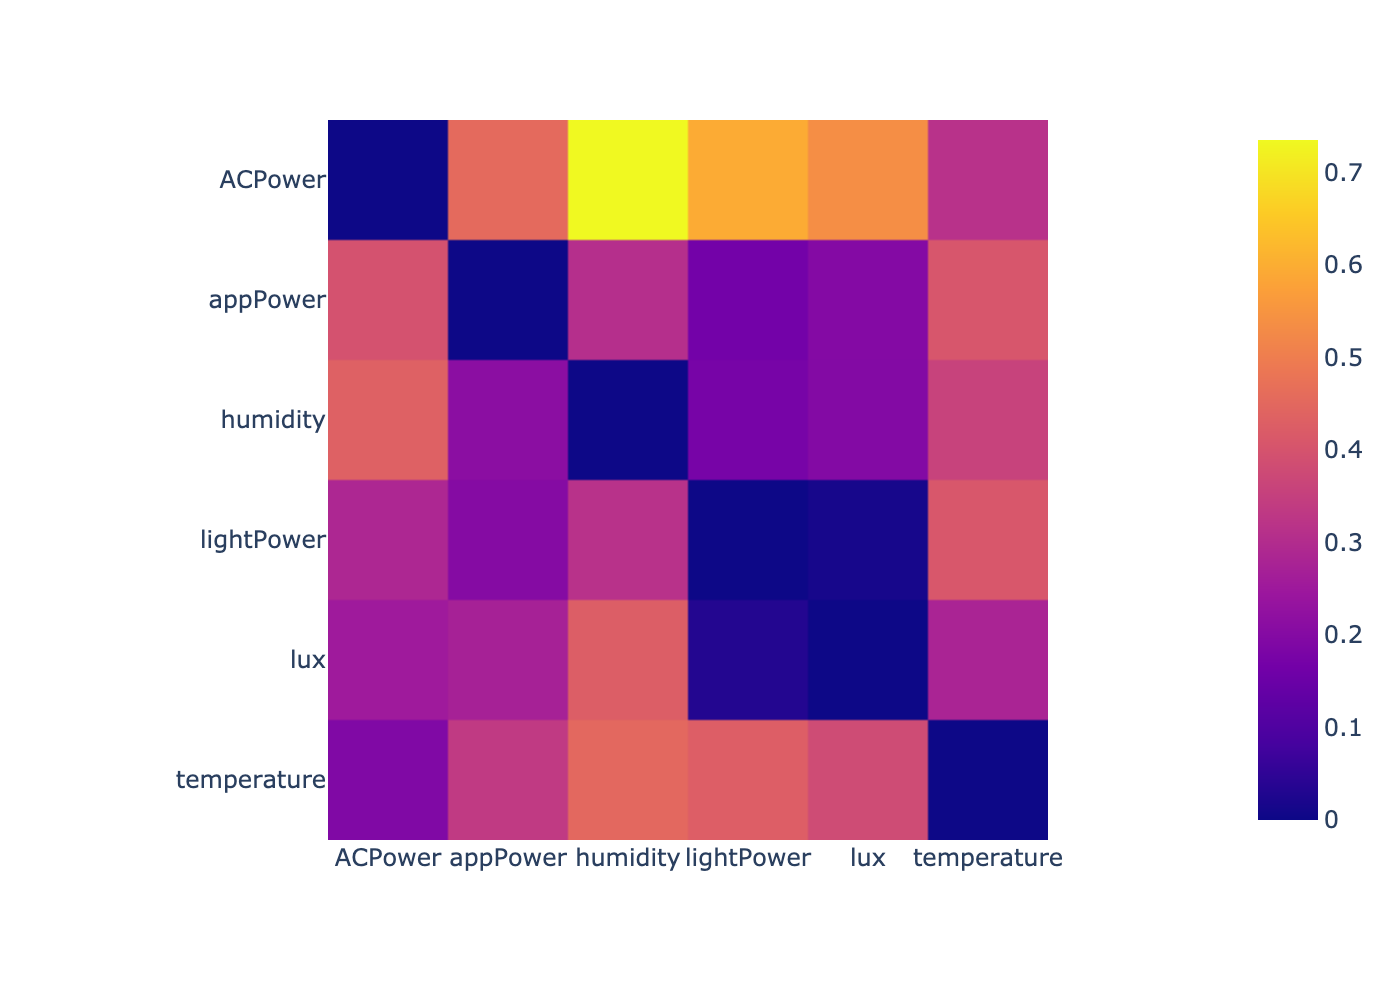 ACPower
appPower
humidity
lightPower
lux
temperature
ACPower appPower humidity lightPower lux temperature
0.7
0.6
0.5
0.4
0.3
0.2
0.1
0